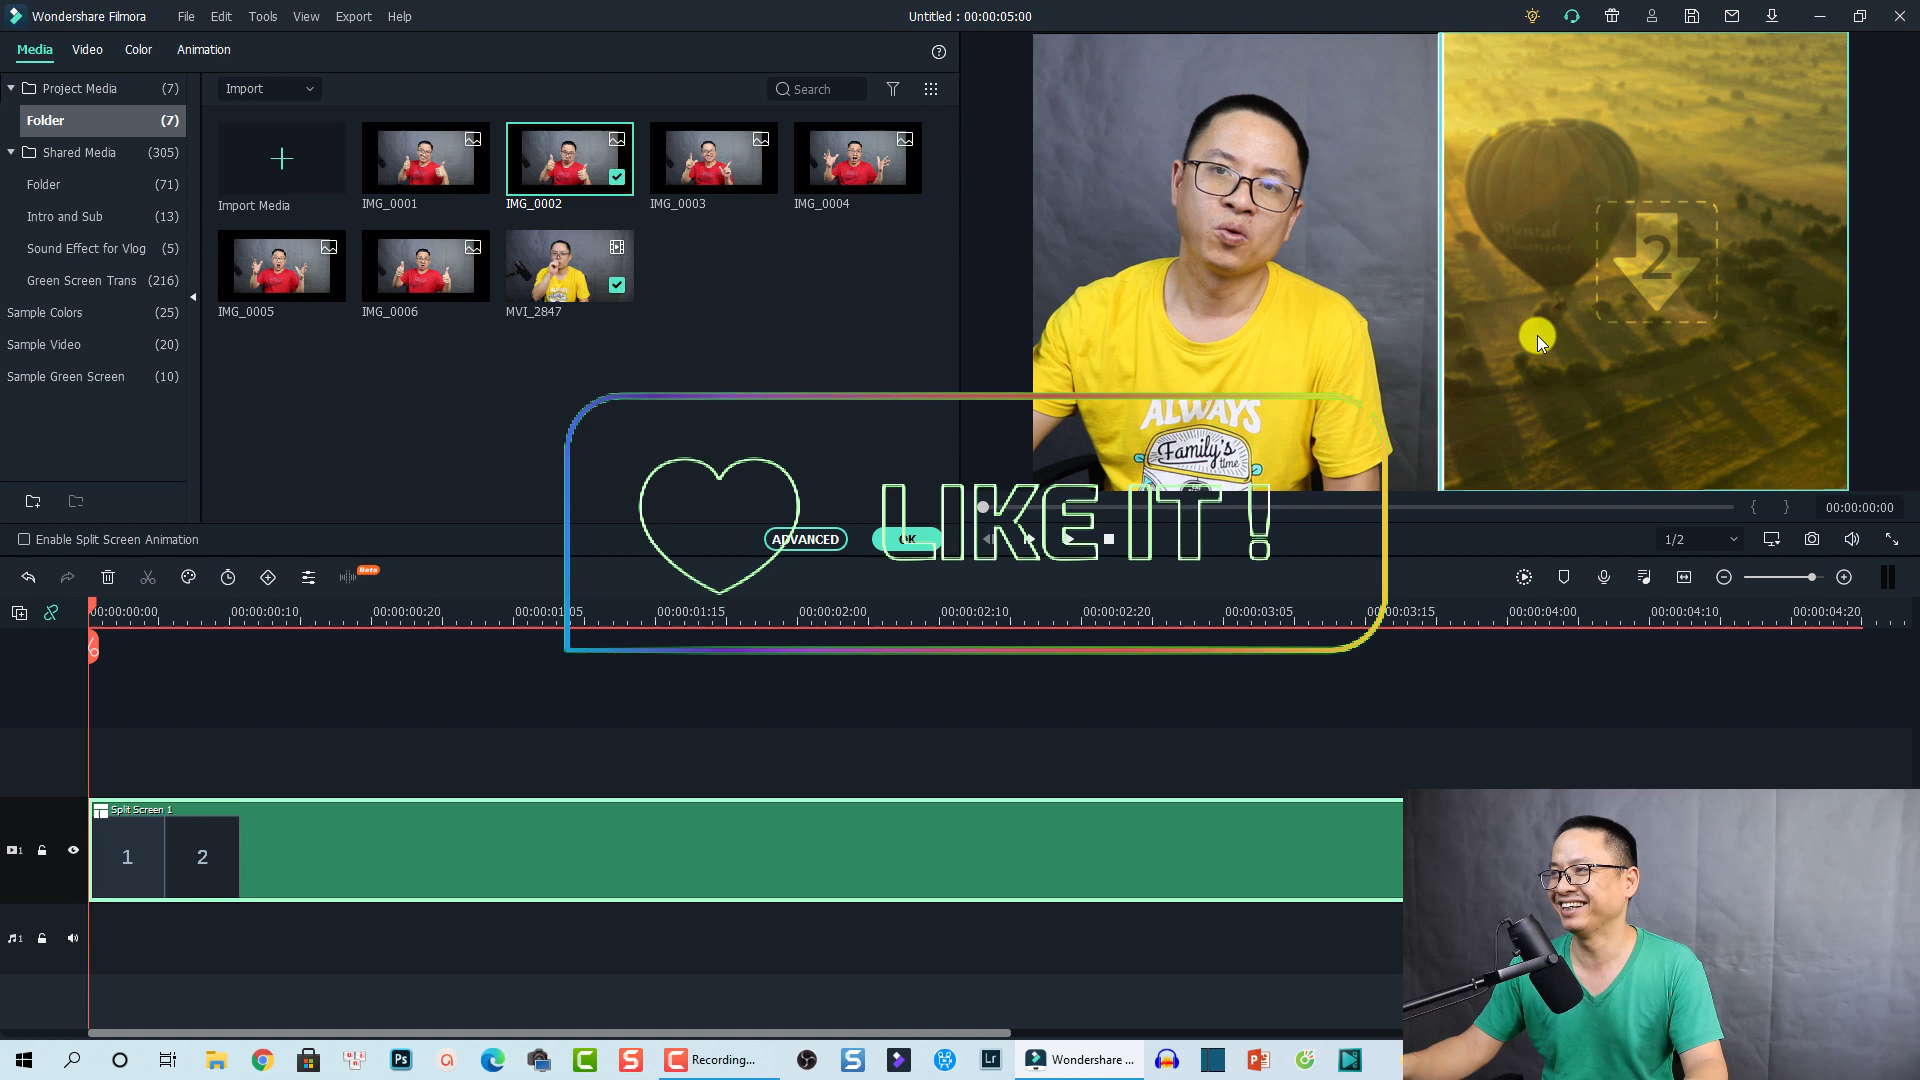 Wondershare Filmora
File
Edit
Tools
View
Export
Help
Untitled : 00:00:05:00
Media
Video
Color
Animation
Project Media (7)
Folder (7)
Shared Media (305)
Folder (71)
Intro and Sub (13)
Sound Effect for Vlog (5)
Green Screen Trans (216)
Sample Colors (25)
Sample Video (20)
Sample Green Screen (10)
Import
Search
Import Media
IMG_0001
IMG_0002
IMG_0003
IMG_0004
IMG_0005
IMG_0006
MVI_2847
2
ALWAYS
Family's
time
LIKE IT !
{ }
00:00:00:00
Enable Split Screen Animation
ADVANCED
OK
1/2
Beta
00:00:00:00
00:00:00:10
00:00:00:20
00:00:01:05
00:00:01:15
00:00:02:00
00:00:02:10
00:00:02:20
00:00:03:05
00:00:03:15
00:00:04:00
00:00:04:10
00:00:04:20
Split Screen 1
1
2
1
1
Ps
Recording...
Lr
Wondershare ...